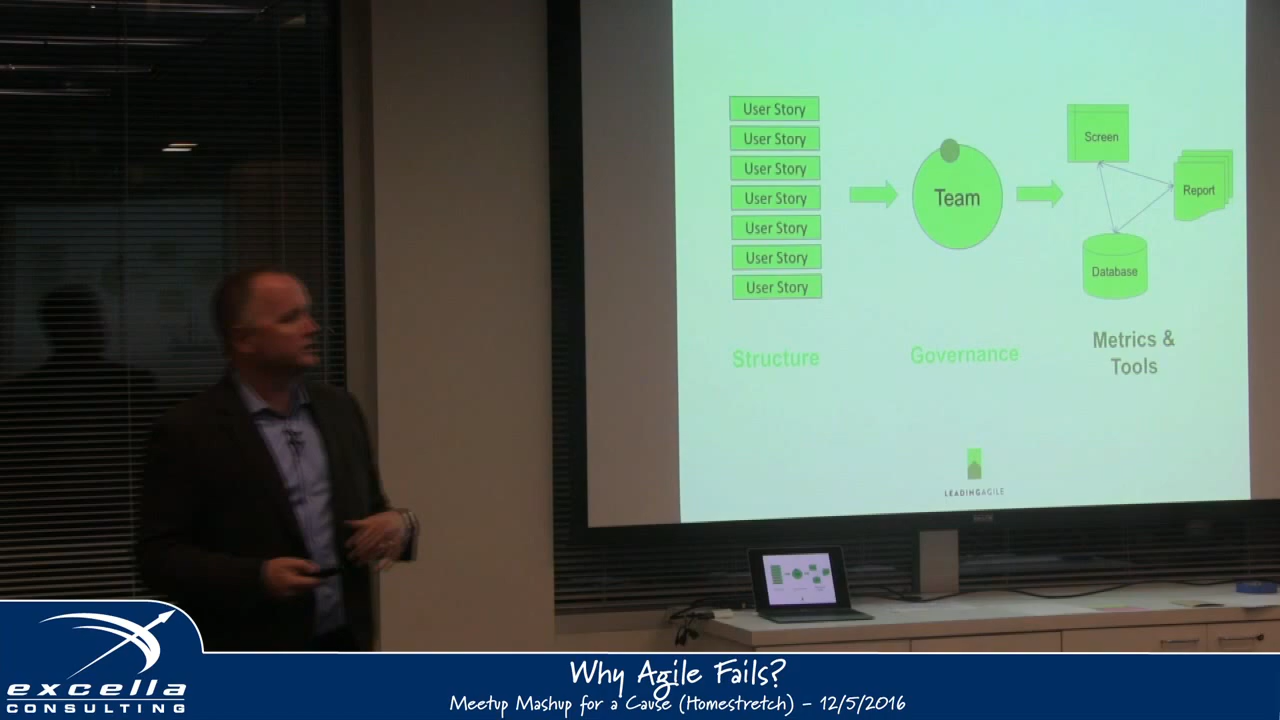 User Story
User Story
User Story
User Story
User Story
User Story
User Story
Team
Screen
Report
Database
Structure
Governance
Metrics &
Tools
LEADINGAGILE
excella
CONSULTING
Why Agile Fails?
Meetup Mashup for a Cause (Homestretch) – 12/5/2016